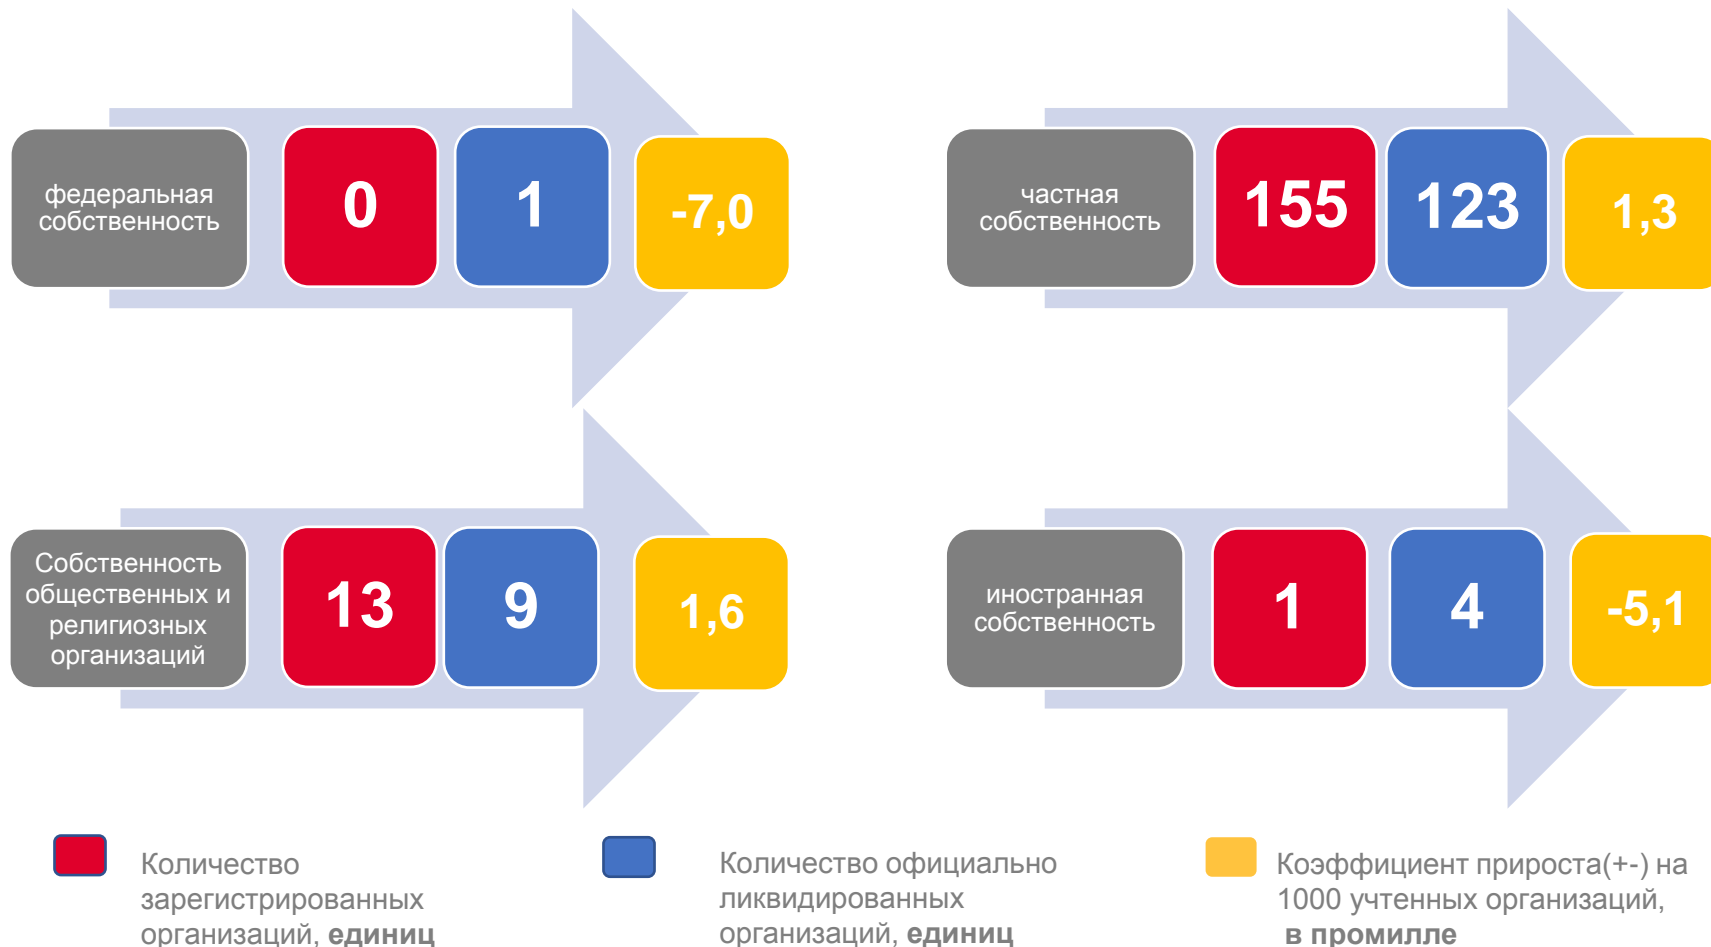 федеральная
собственность
0
1
-7,0
частная
собственность
155
123
1,3
Собственность
общественных и
религиозных
организаций
13
9
1,6
иностранная
собственность
1
4
-5,1
Количество
зарегистрированных
организаций, единиц
Количество официально
ликвидированных
организаций, единиц
Коэффициент прироста(+-) на
1000 учтенных организаций,
в промилле